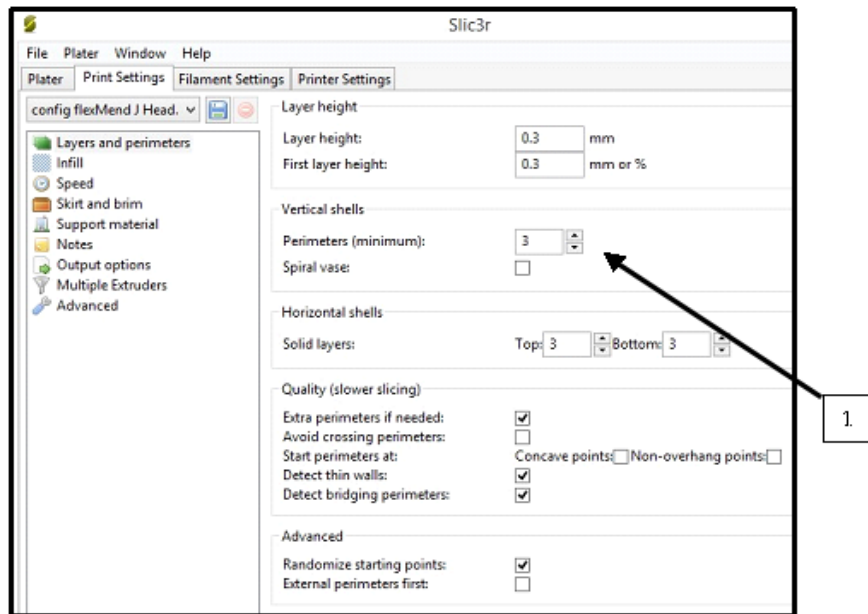 Slic3r
File Plater Window Help
Plater Print Settings Filament Settings Printer Settings
config flexMend J Head.
Layers and perimeters
Infill
Speed
Skirt and brim
Support material
Notes
Output options
Multiple Extruders
Advanced
Layer height
Layer height: 0.3 mm
First layer height: 0.3 mm or %
Vertical shells
Perimeters (minimum): 3
Spiral vase:
Horizontal shells
Solid layers: Top: 3 Bottom: 3
Quality (slower slicing)
Extra perimeters if needed:
Avoid crossing perimeters:
Start perimeters at: Concave points: Non-overhang points:
Detect thin walls:
Detect bridging perimeters:
Advanced
Randomize starting points:
External perimeters first:
1.